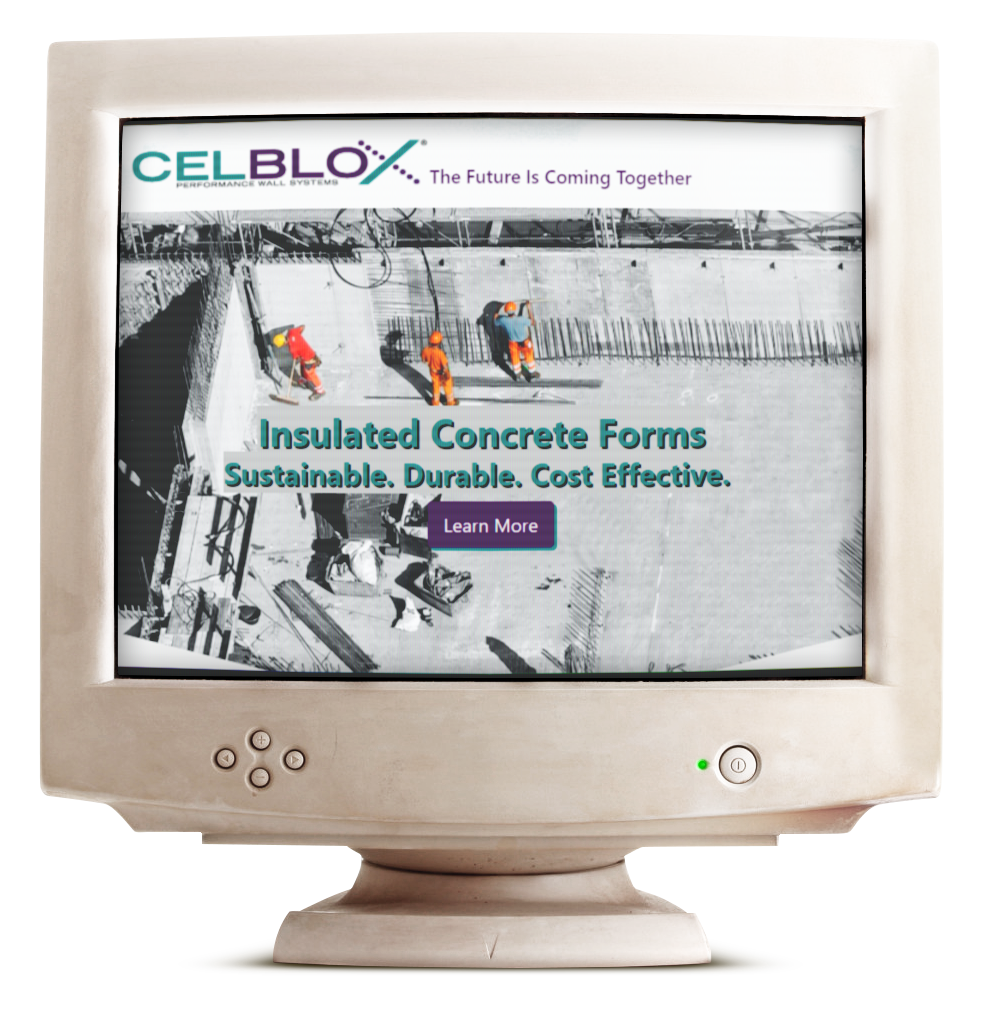 CELBLOX®
PERFORMANCE WALL SYSTEMS
The Future Is Coming Together
Insulated Concrete Forms
Sustainable. Durable. Cost Effective.
Learn More